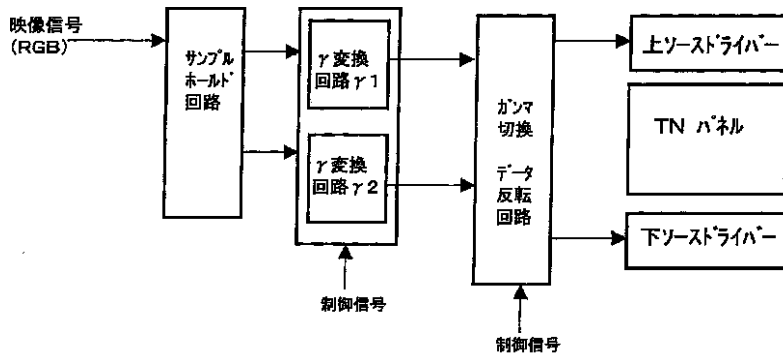 映像信号
(RGB)
サンプル
ホールド
回路
γ変換
回路γ1
γ変換
回路γ2
制御信号
ガンマ
切換
データ
反転
回路
制御信号
上ソースドライバー
TN パネル
下ソースドライバー